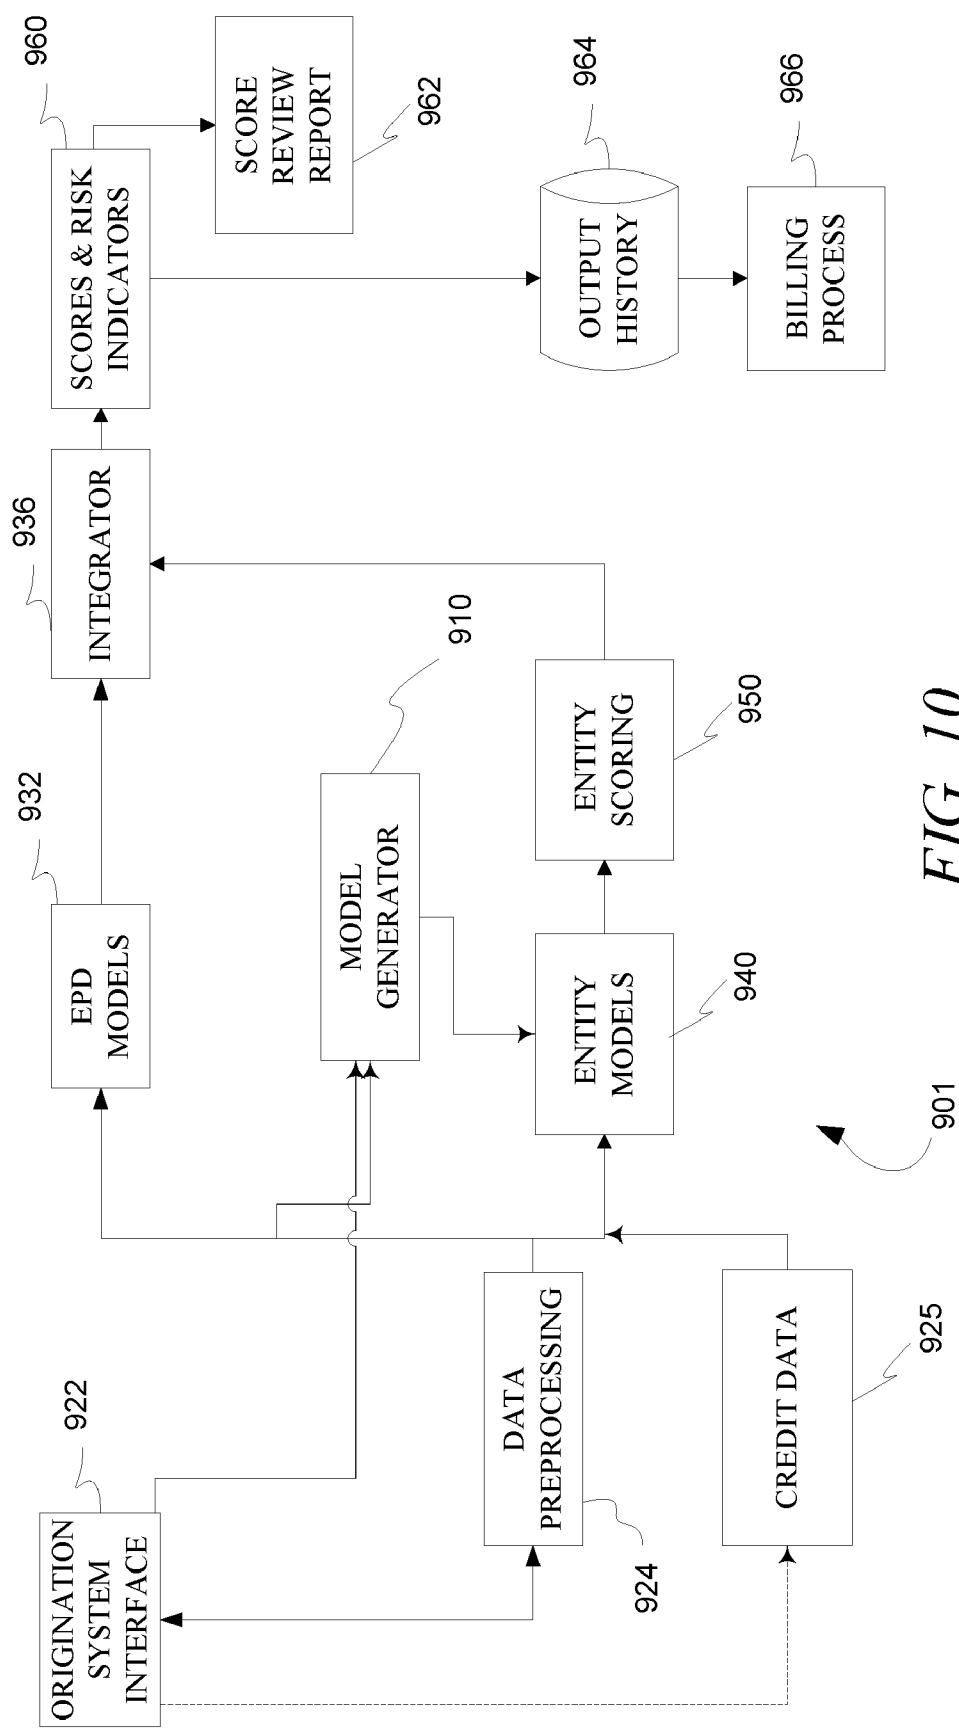 ORIGINATION
SYSTEM
INTERFACE
922
DATA
PREPROCESSING
924
CREDIT DATA
925
EPD
MODELS
932
MODEL
GENERATOR
910
ENTITY
MODELS
940
ENTITY
SCORING
950
INTEGRATOR
936
SCORES & RISK
INDICATORS
960
SCORE
REVIEW
REPORT
962
OUTPUT
HISTORY
964
BILLING
PROCESS
966
901
FIG 10